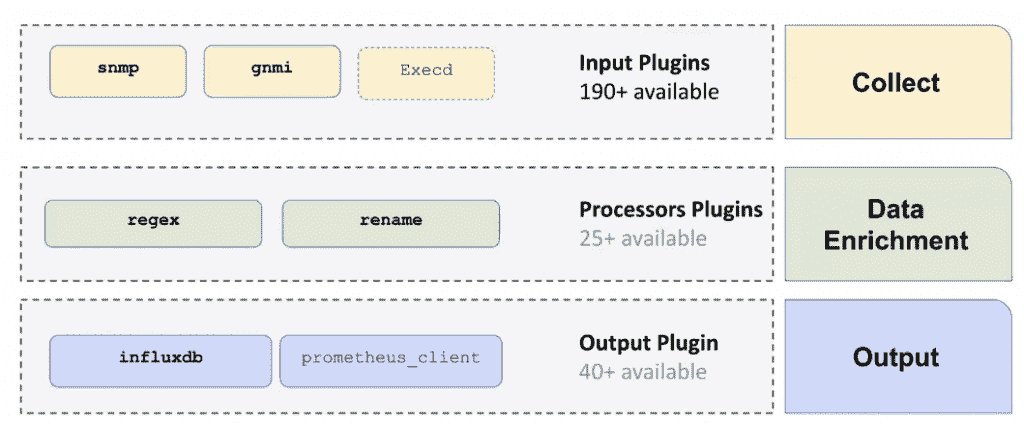 snmp
gnmi
Execd
Input Plugins
190+ available
Collect
regex
rename
Processors Plugins
25+ available
Data
Enrichment
influxdb
prometheus_client
Output Plugin
40+ available
Output